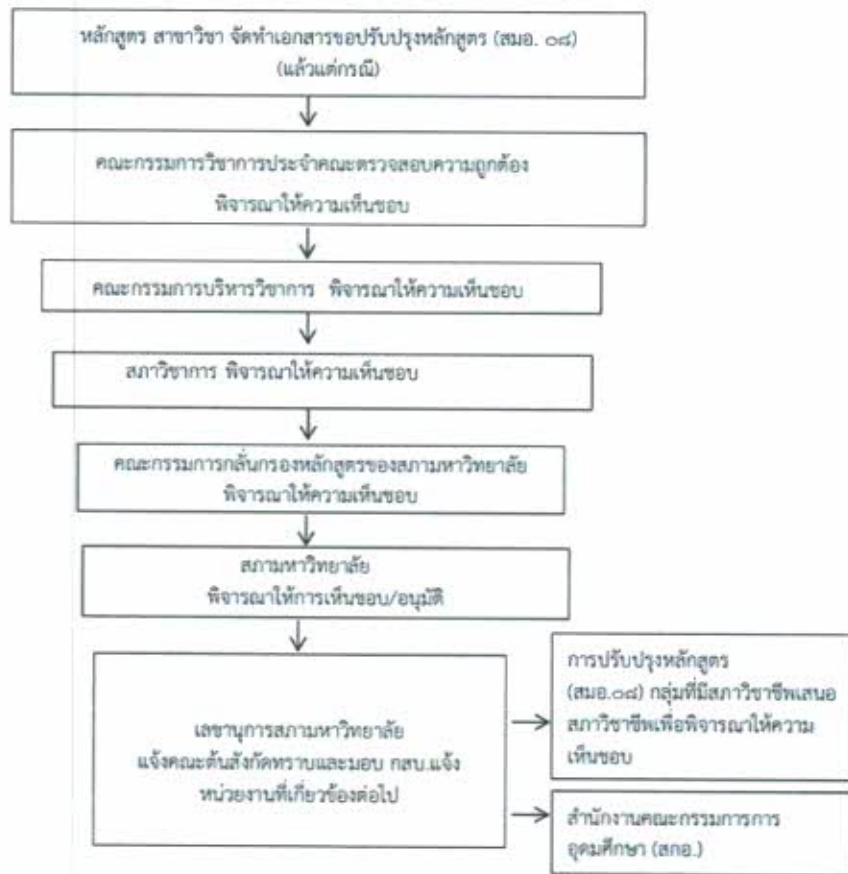 หลักสูตร สาขาวิชา จัดทำเอกสารขอปรับปรุงหลักสูตร (สมอ. ๐๘)
(แล้วแต่กรณี)
คณะกรรมการวิชาการประจำคณะตรวจสอบความถูกต้อง
พิจารณาให้ความเห็นชอบ
คณะกรรมการบริหารวิชาการ พิจารณาให้ความเห็นชอบ
สภาวิชาการ พิจารณาให้ความเห็นชอบ
คณะกรรมการกลั่นกรองหลักสูตรของสภามหาวิทยาลัย
พิจารณาให้ความเห็นชอบ
สภามหาวิทยาลัย
พิจารณาให้การเห็นชอบ/อนุมัติ
เลขานุการสภามหาวิทยาลัย
แจ้งคณะต้นสังกัดทราบและมอบ กสบ.แจ้ง
หน่วยงานที่เกี่ยวข้องต่อไป
การปรับปรุงหลักสูตร
(สมอ.๐๘) กลุ่มที่มีสภาวิชาชีพเสนอ
สภาวิชาชีพเพื่อพิจารณาให้ความ
เห็นชอบ
สำนักงานคณะกรรมการการ
อุดมศึกษา (สกอ.)